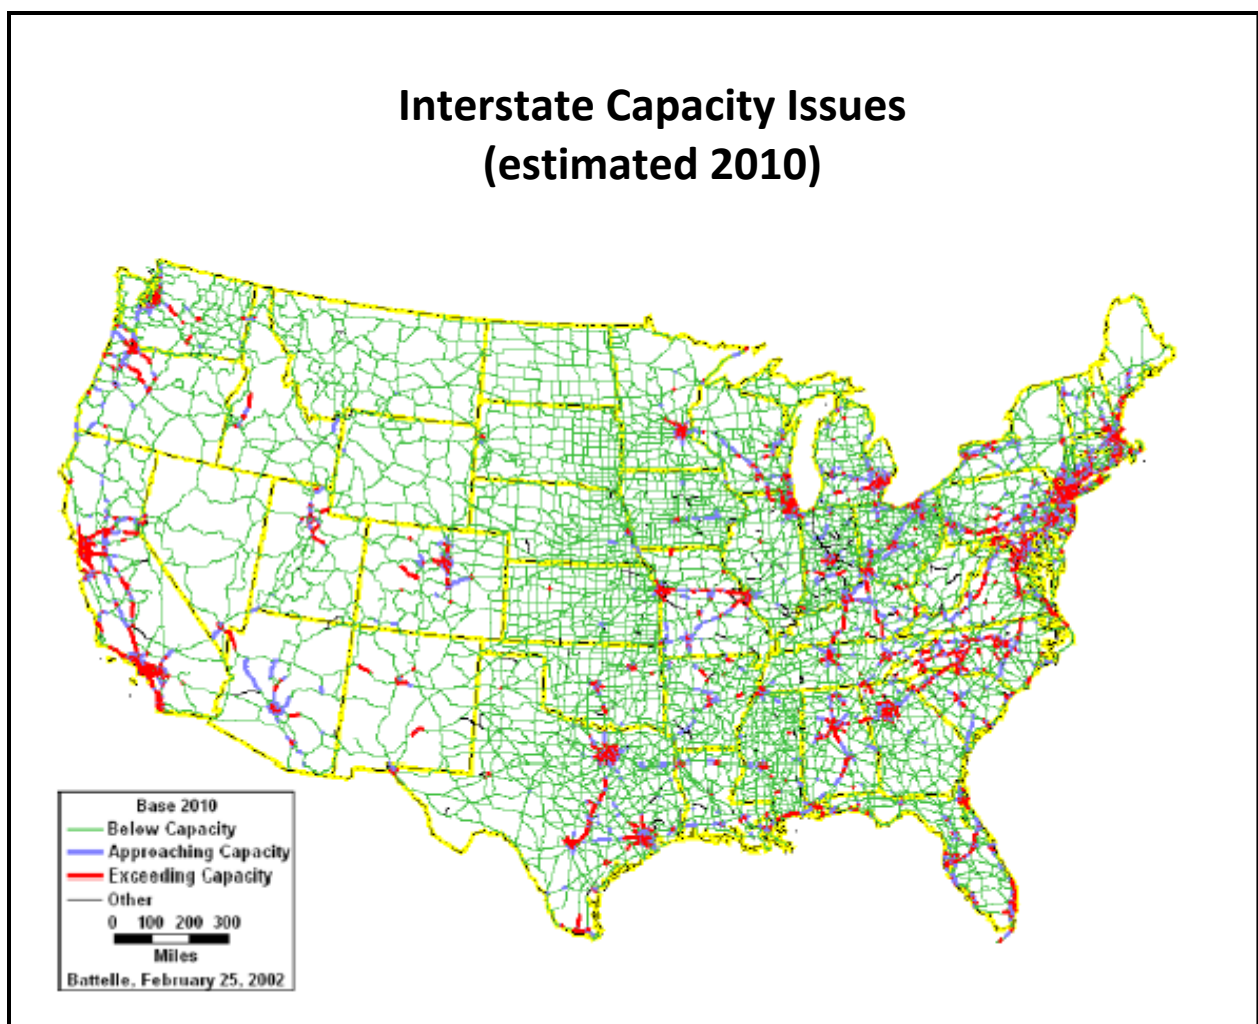 Interstate Capacity Issues
(estimated 2010)
Base 2010
Below Capacity
Approaching Capacity
Exceeding Capacity
Other
0 100 200 300
Miles
Battelle, February 25, 2002